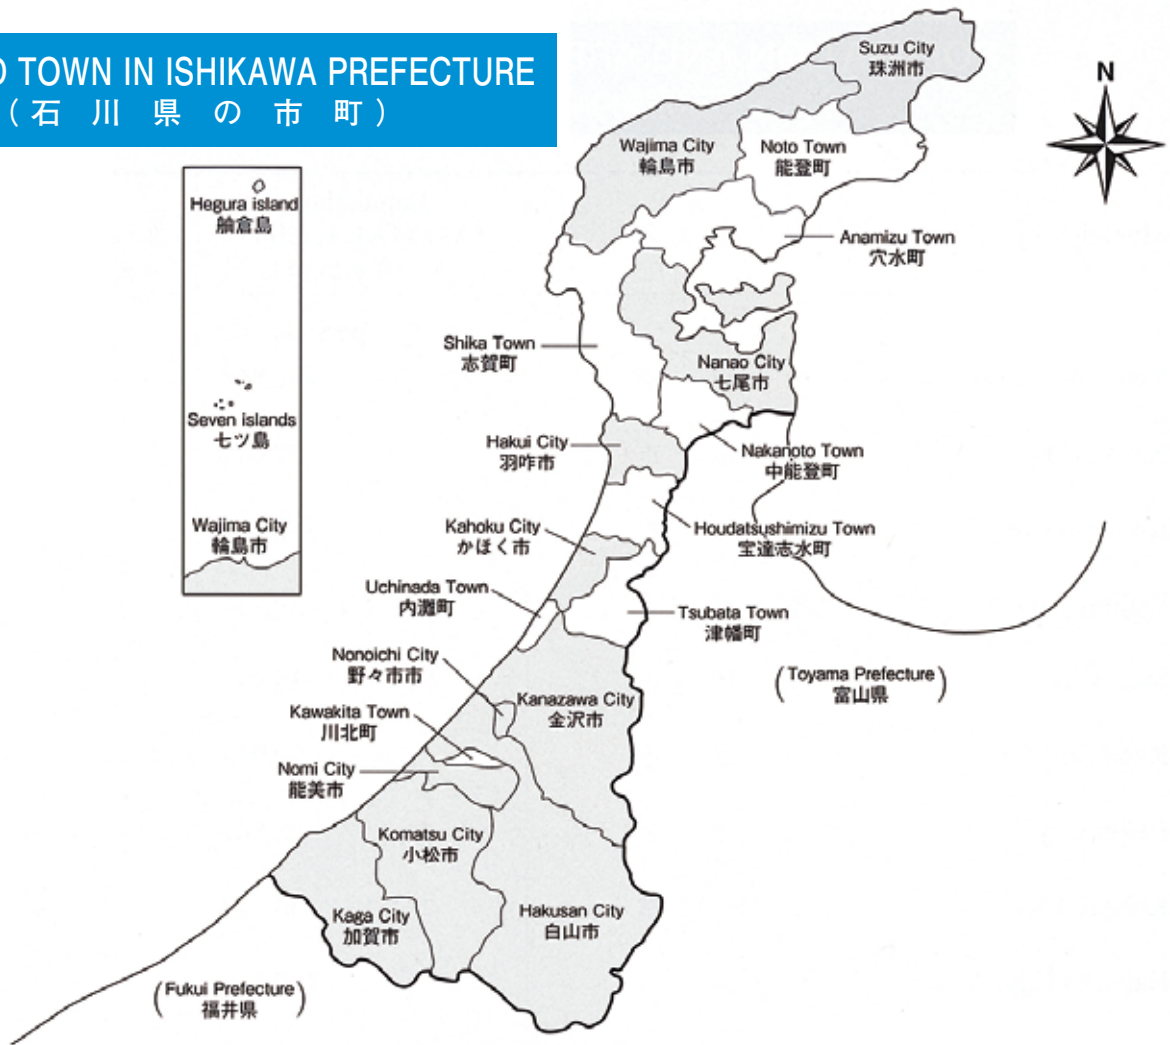 D TOWN IN ISHIKAWA PREFECTURE
(石川県の市町)
N
Suzu City
珠洲市
Wajima City
輪島市
Noto Town
能登町
Hegura island
舳倉島
Anamizu Town
穴水町
Shika Town
志賀町
Nanao City
七尾市
Seven islands
七ツ島
Hakui City
羽咋市
Nakanoto Town
中能登町
Wajima City
輪島市
Kahoku City
かほく市
Houdatsushimizu Town
宝達志水町
Uchinada Town
内灘町
Tsubata Town
津幡町
Nonoichi City
野々市市
(Toyama Prefecture)
富山県
Kanazawa City
金沢市
Kawakita Town
川北町
Nomi City
能美市
Komatsu City
小松市
Kaga City
加賀市
Hakusan City
白山市
(Fukui Prefecture)
福井県